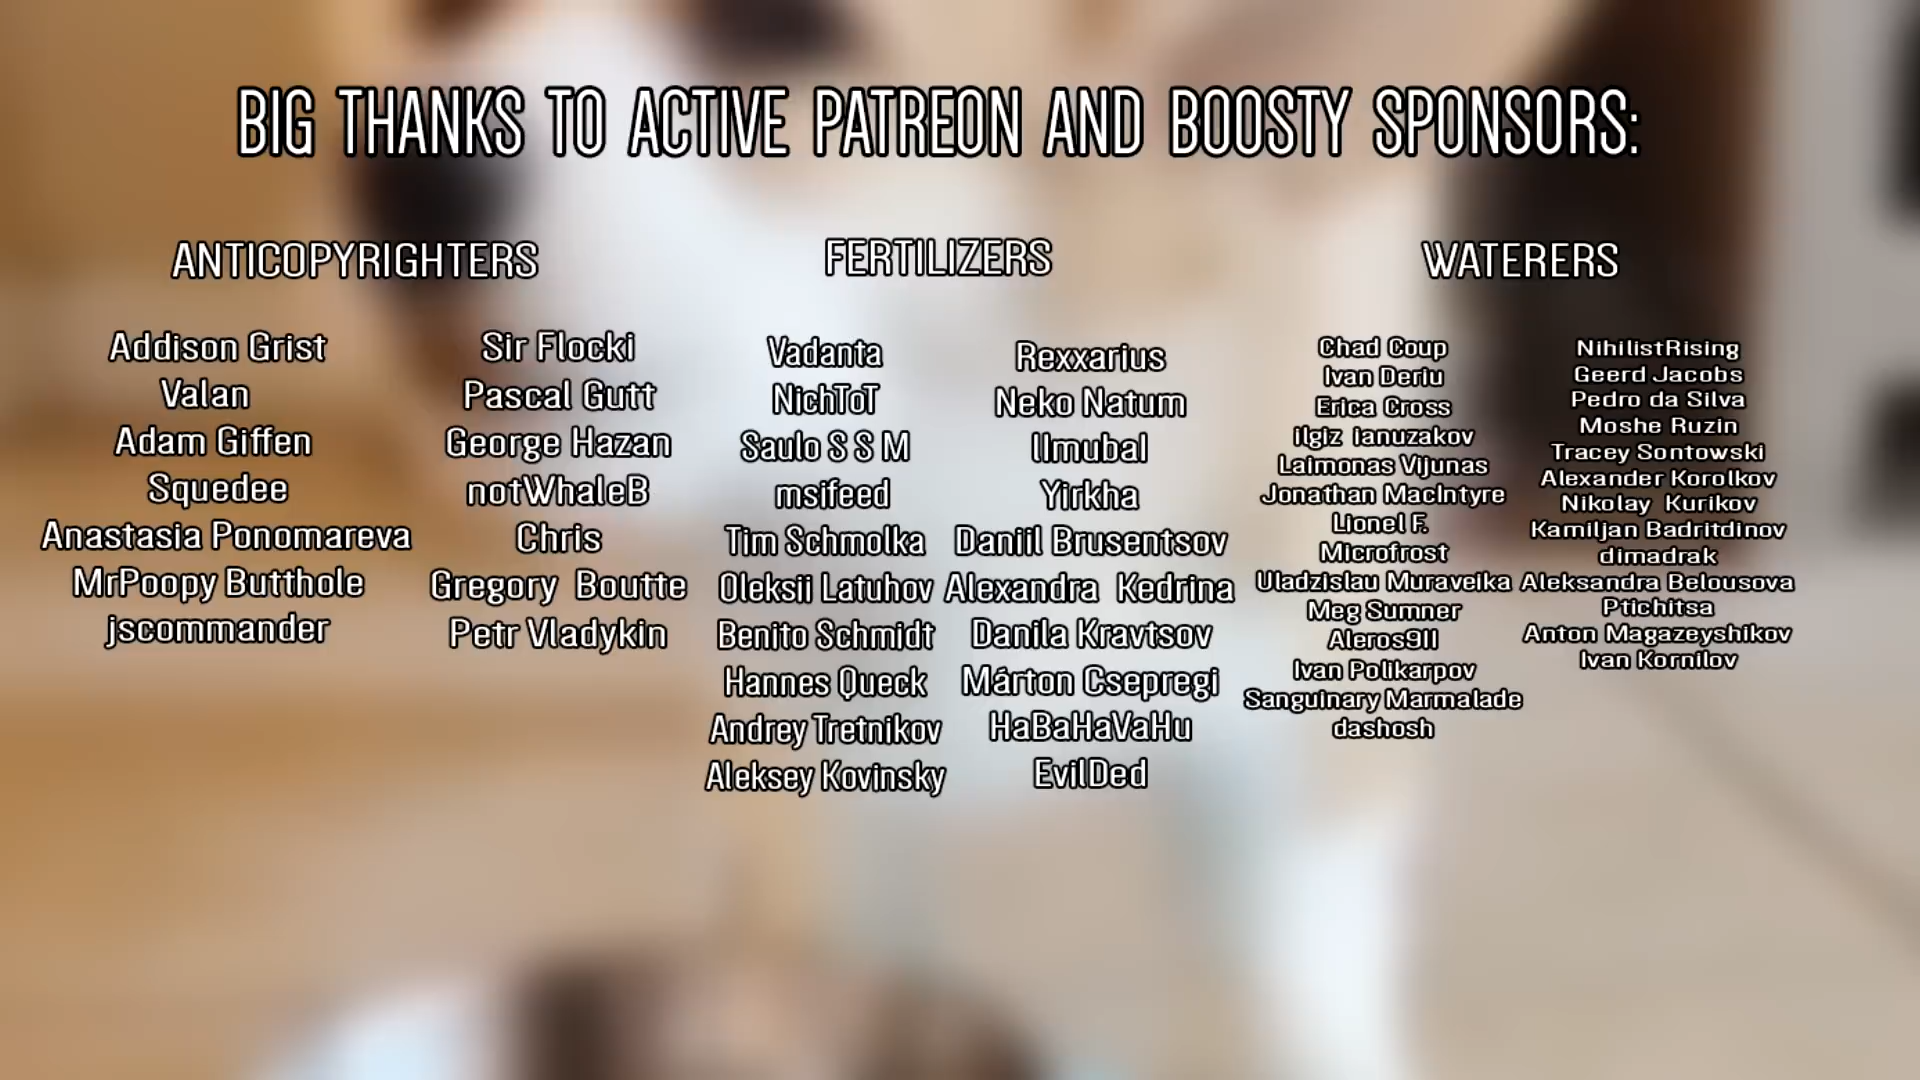 BIG THANKS TO ACTIVE PATREON AND BOOSTY SPONSORS:
ANTICOPYRIGHTERS
Addison Grist
Valan
Adam Giffen
Squedee
Anastasia Ponomareva
MrPoopy Butthole
jscommander
Sir Flocki
Pascal Gutt
George Hazan
notWhaleB
Chris
Gregory Boutte
Petr Vladykin
FERTILIZERS
Vadanta
NichToT
Saulo S S M
msifeed
Tim Schmolka
Oleksii Latuhov
Benito Schmidt
Hannes Queck
Andrey Tretnikov
Aleksey Kovinsky
Rexxarius
Neko Natum
llmubal
Yirkha
Daniil Brusentsov
Alexandra Kedrina
Danila Kravtsov
Márton Csepregi
HaBaHaVaHu
EvilDed
WATERERS
Chad Coup
Ivan Deriu
Erica Cross
ilgiz ianuzakov
Laimonas Vijunas
Jonathan MacIntyre
Lionel F.
Microfrost
Uladzislau Muraveika
Meg Sumner
Aleros911
Ivan Polikarpov
Sanguinary Marmalade
dashosh
NihilistRising
Geerd Jacobs
Pedro da Silva
Moshe Ruzin
Tracey Sontowski
Alexander Korolkov
Nikolay Kurikov
Kamiljan Badritdinov
dimadrak
Aleksandra Belousova
Ptichitsa
Anton Magazeyshikov
Ivan Kornilov